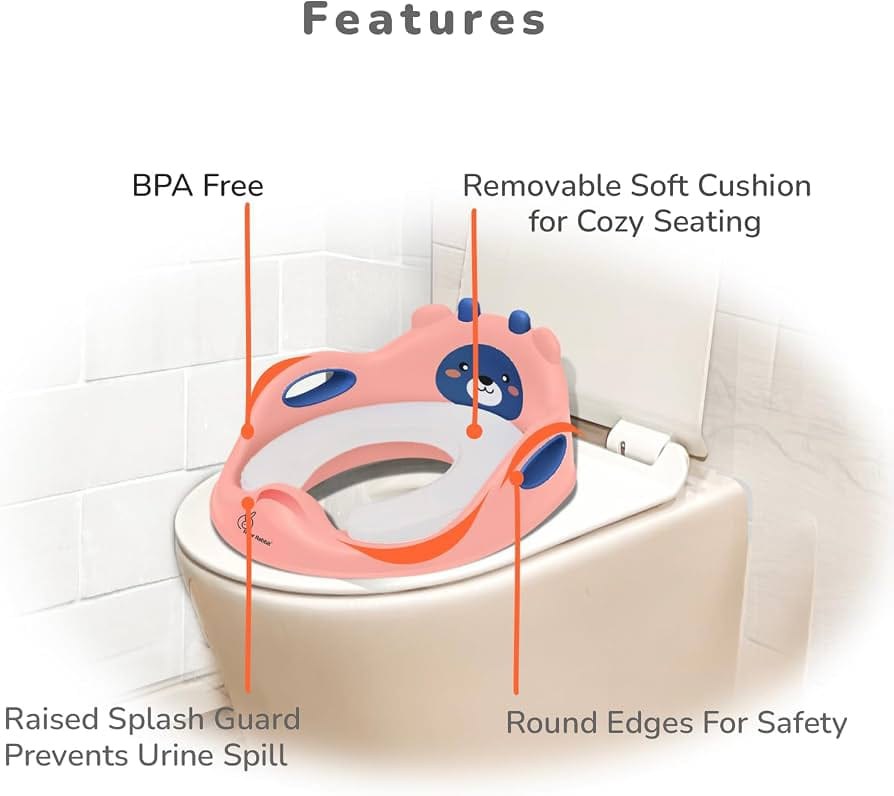 Features
BPA Free
Removable Soft Cushion
for Cozy Seating
Rabbit
Raised Splash Guard
Prevents Urine Spill
Round Edges For Safety